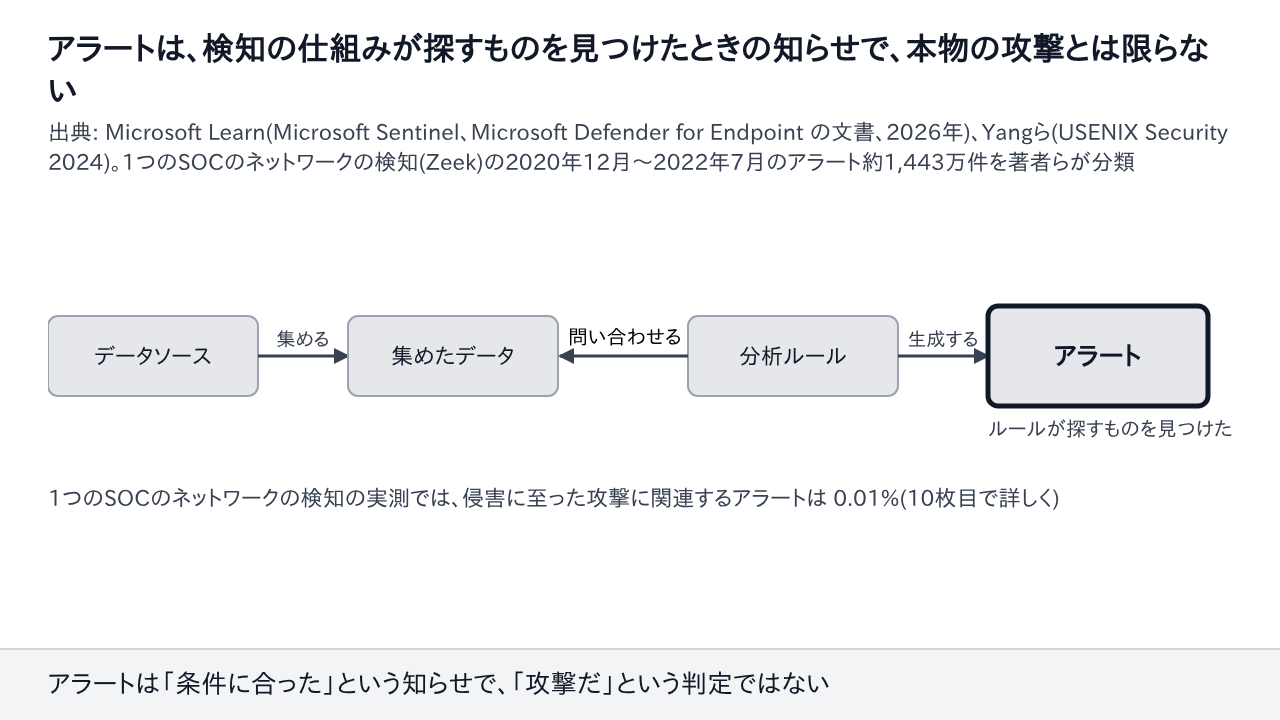 アラートは、検知の仕組みが探すものを見つけたときの知らせで、本物の攻撃とは限らな
い
出典: Microsoft Learn(Microsoft Sentinel、Microsoft Defender for Endpoint の文書、2026年)、Yangら(USENIX Security
2024)。1つのSOCのネットワークの検知(Zeek)の2020年12月〜2022年7月のアラート約1,443万件を著者らが分類
データソース
集める
集めたデータ
問い合わせる
分析ルール
生成する
アラート
ルールが探すものを見つけた
1つのSOCのネットワークの検知の実測では、侵害に至った攻撃に関連するアラートは 0.01%(10枚目で詳しく)
アラートは「条件に合った」という知らせで、「攻撃だ」という判定ではない